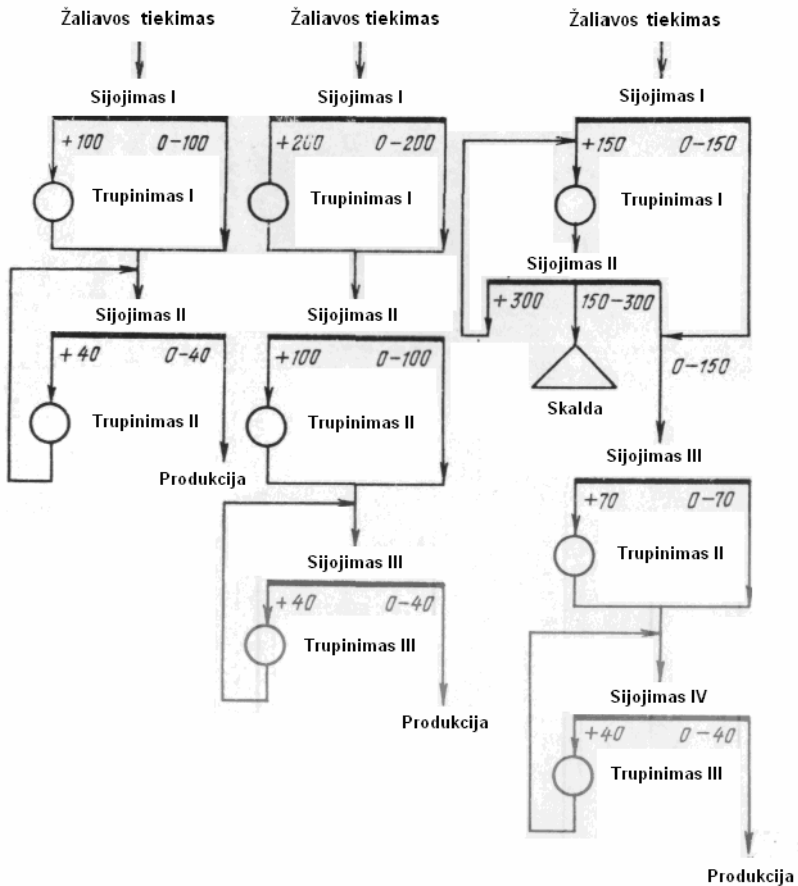 Žaliavos tiekimas
Sijojimas I
+100 0-100
Trupinimas I
Sijojimas II
+40 0-40
Trupinimas II
Produkcija
Žaliavos tiekimas
Sijojimas I
+200 0-200
Trupinimas I
Sijojimas II
+100 0-100
Trupinimas II
Sijojimas III
+40 0-40
Trupinimas III
Produkcija
Žaliavos tiekimas
Sijojimas I
+150 0-150
Trupinimas I
Sijojimas II
+300 150-300
0-150
Skalda
Sijojimas III
+70 0-70
Trupinimas II
Sijojimas IV
+40 0-40
Trupinimas III
Produkcija